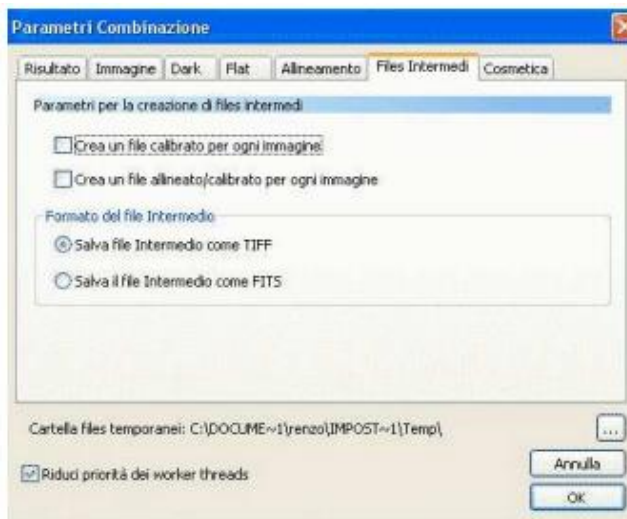 Parametri Combinazione
Risultato Immagine Dark Flat Allineamento Files Intermedi Cosmetica
Parametri per la creazione di files intermedi
Crea un file calibrato per ogni immagine
Crea un file allineato/calibrato per ogni immagine
Formato del file Intermedio
Salva file Intermedio come TIFF
Salva il file Intermedio come FITS
Cartella files temporanei: C:\DOCUME~1\renzo\IMPOST~1\Temp\ ...
Riduci priorità dei worker threads
Annulla
OK